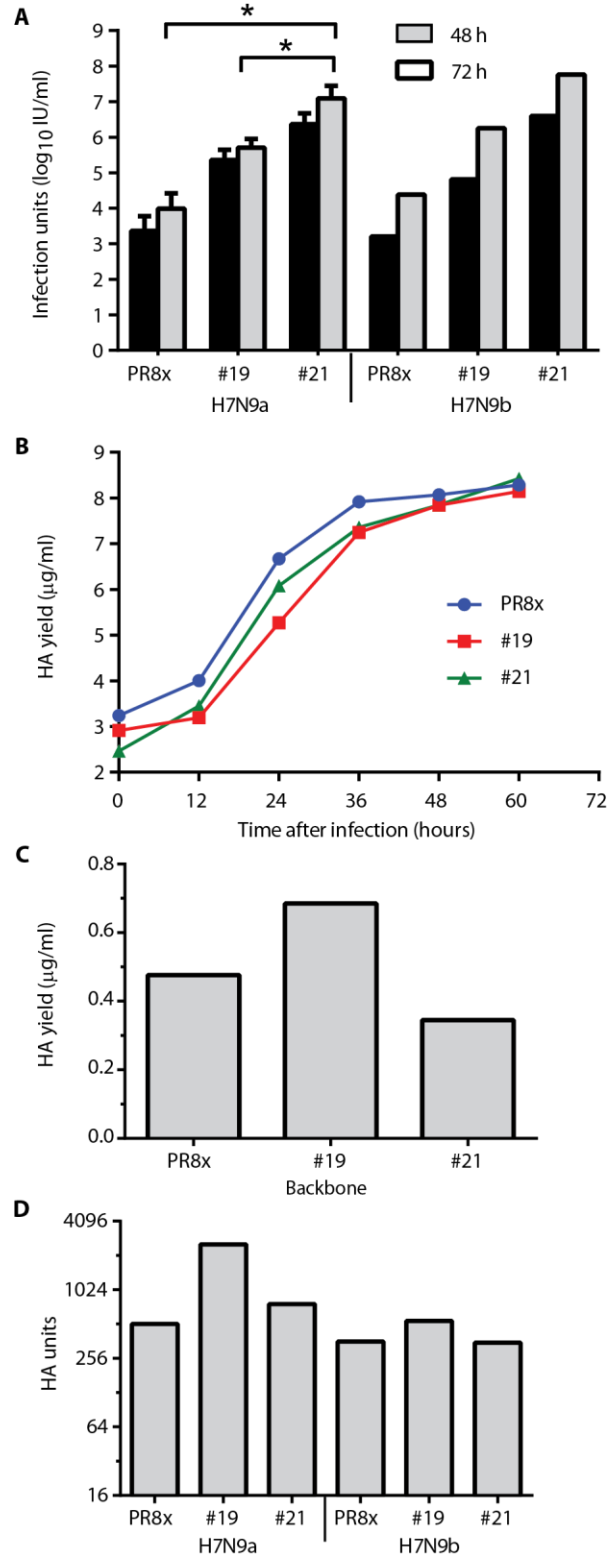 A
*
*
48 h
72 h
Infection units (log10 IU/ml)
9
8
7
6
5
4
3
2
1
0
PR8x #19 #21 PR8x #19 #21
H7N9a H7N9b
B
HA yield (µg/ml)
9
8
7
6
5
4
3
2
PR8x
#19
#21
0 12 24 36 48 60 72
Time after infection (hours)
C
HA yield (µg/ml)
0.8
0.6
0.4
0.2
0.0
PR8x #19 #21
Backbone
D
HA units
4096
1024
256
64
16
PR8x #19 #21 PR8x #19 #21
H7N9a H7N9b